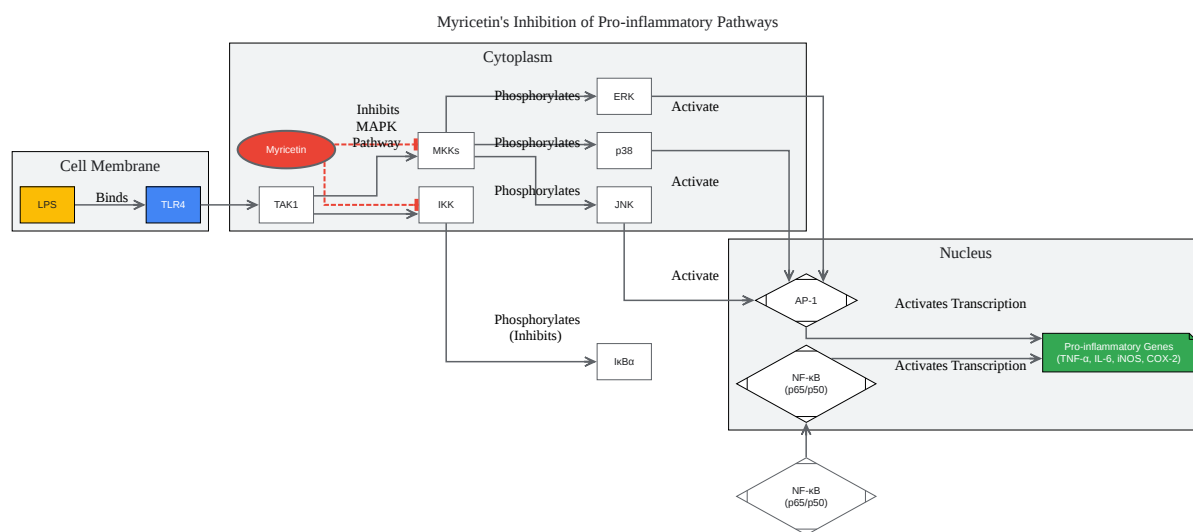 Myricetin's Inhibition of Pro-inflammatory Pathways
Cytoplasm
Cell Membrane
LPS
Binds
TLR4
Myricetin
Inhibits
MAPK
Pathway
TAK1
MKKs
IKK
Phosphorylates
Phosphorylates
Phosphorylates
ERK
p38
JNK
Activate
Activate
Activate
Phosphorylates
(Inhibits)
IκBα
Nucleus
AP-1
Activates Transcription
NF-κB
(p65/p50)
Activates Transcription
Pro-inflammatory Genes
(TNF-α, IL-6, iNOS, COX-2)
NF-κB
(p65/p50)